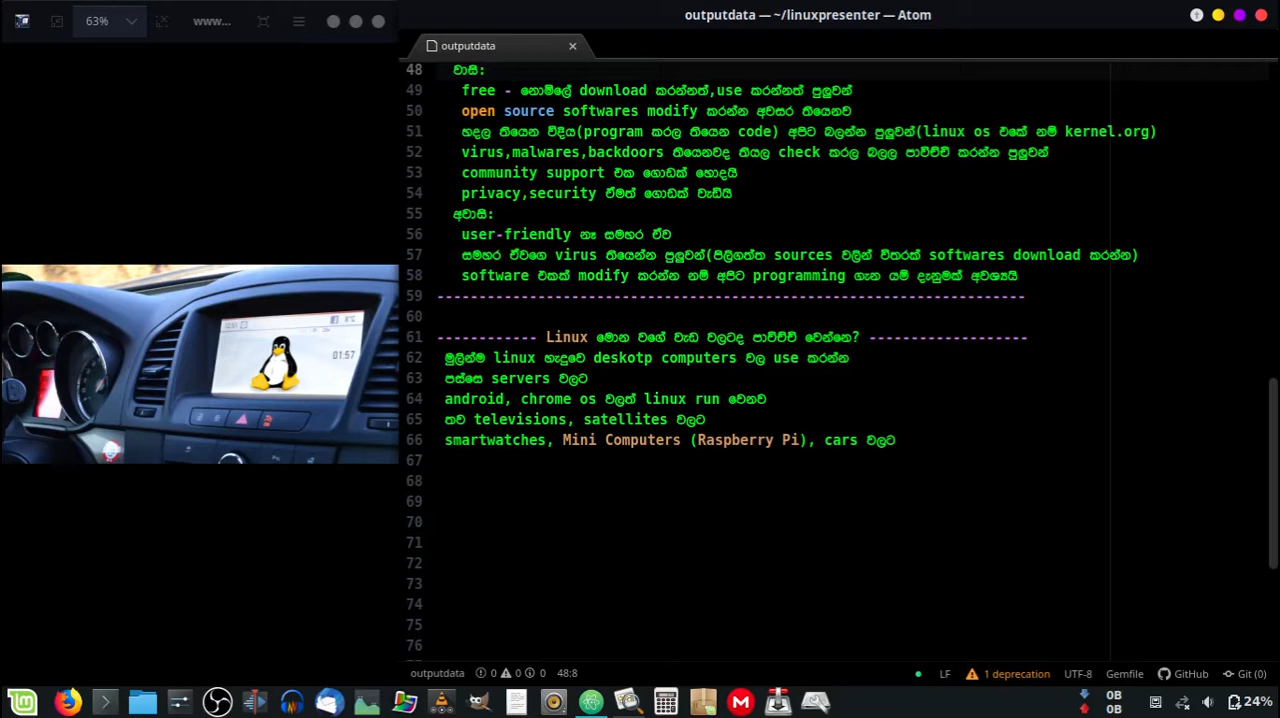 63%
www...
outputdata — ~/linuxpresenter — Atom
outputdata
48 වාසි:
49 free - නොමිලේ download කරන්නත්,use කරන්නත් පුලුවන්
50 open source softwares modify කරන්න අවසර තියෙනව
51 හදල තියෙන විදිය(program කරල තියෙන code) අපිට බලන්න පුලුවන්(linux os එකේ නම් kernel.org)
52 virus,malwares,backdoors තියෙනවද තියල check කරල බලල පාවිච්චි කරන්න පුලුවන්
53 community support එක ගොඩක් හොදයි
54 privacy,security ඒමත් ගොඩක් වැඩියි
55 අවාසි:
56 user-friendly නෑ සමහර ඒව
57 සමහර ඒවගෙ virus තියෙන්න පුලුවන්(පිලිගත්ත sources වලින් විතරක් softwares download කරන්න)
58 software එකක් modify කරන්න නම් අපිට programming ගැන යම් දැනුමක් අවශ්‍යයි
59 ----------------------------------------------------------------------
60
61 ------------ Linux මොන වගේ වැඩ වලටද පාවිච්චි වෙන්නෙ? -------------------
62 මුලින්ම linux හැදුවෙ deskotp computers වල use කරන්න
63 පස්සෙ servers වලට
64 android, chrome os වලත් linux run වෙනව
65 තව televisions, satellites වලට
66 smartwatches, Mini Computers (Raspberry Pi), cars වලට
67
68
69
70
71
72
73
74
75
76
01:57
outputdata 0 0 0 48:8
LF 1 deprecation UTF-8 Gemfile GitHub Git (0)
0B
0B
24%